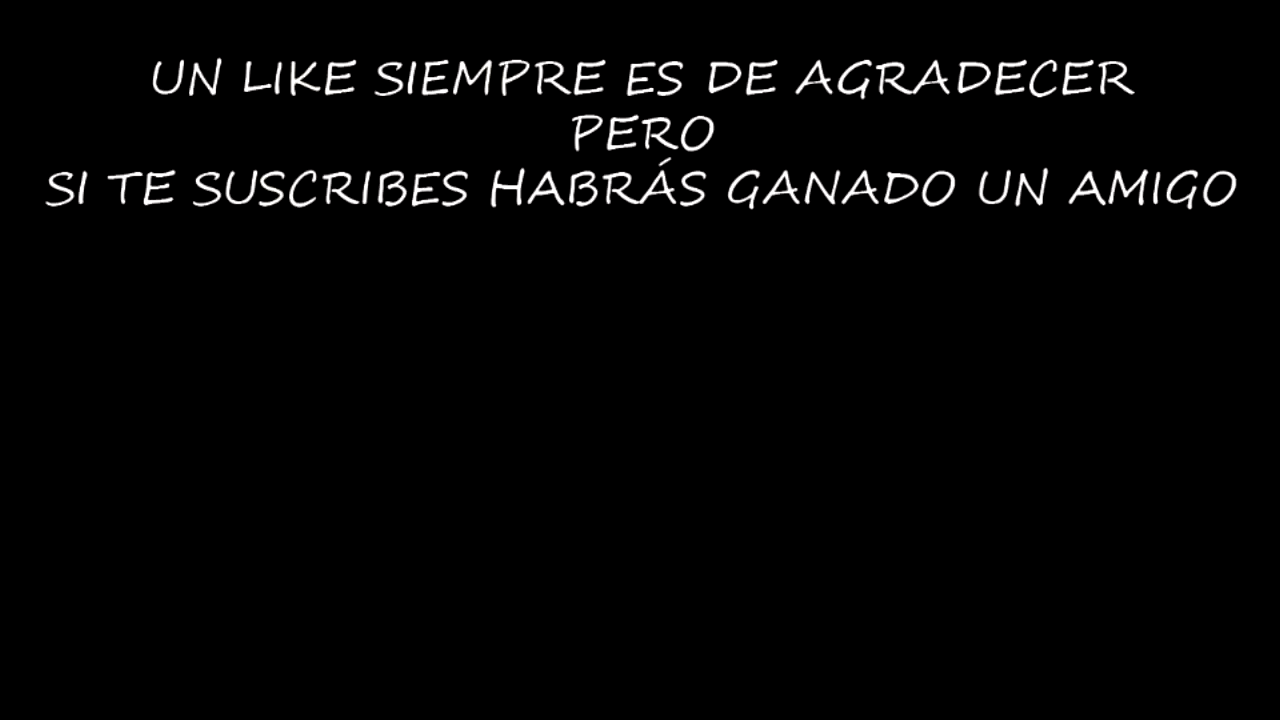 UN LIKE SIEMPRE ES DE AGRADECER
PERO
SI TE SUSCRIBES HABRÁS GANADO UN AMIGO